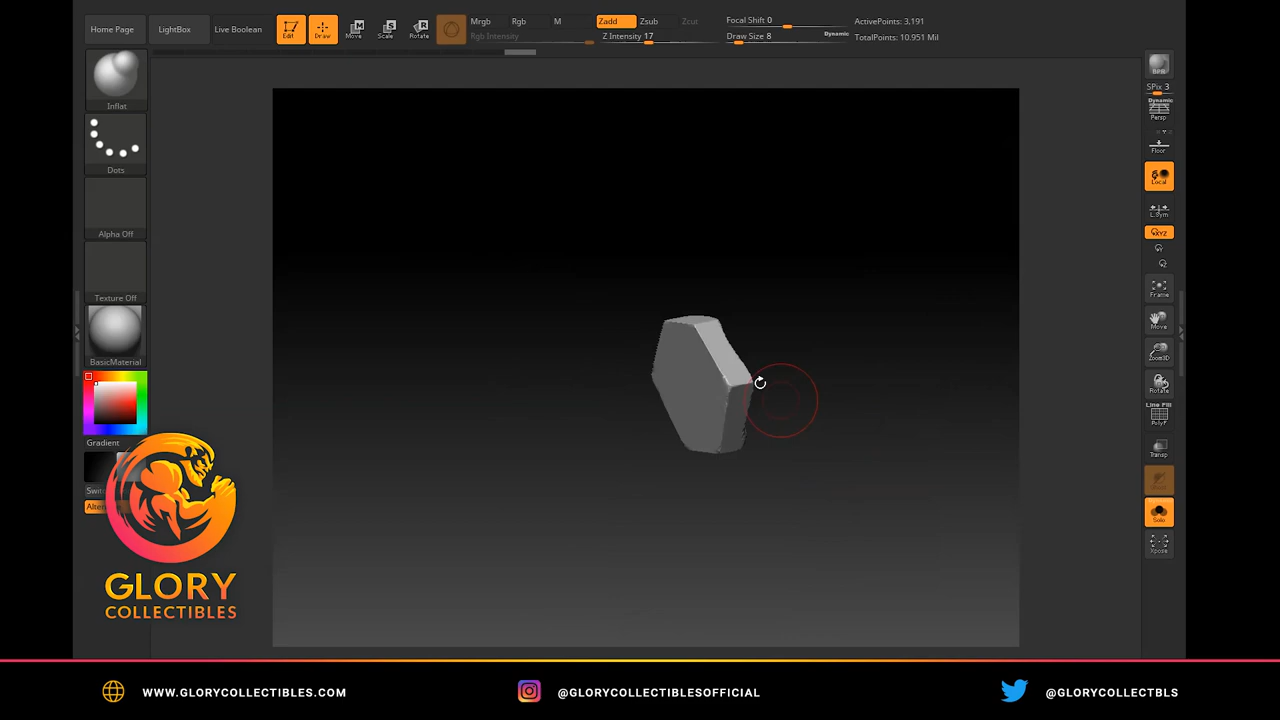 Home Page
LightBox
Live Boolean
Edit
Draw
Move
Scale
Rotate
Mrgb
Rgb
M
Rgb Intensity
Zadd
Zsub
Zcut
Z Intensity 17
Focal Shift 0
Draw Size 8
Dynamic
ActivePoints: 3,191
TotalPoints: 10.951 Mil
Inflat
Dots
Alpha Off
Texture Off
BasicMaterial
Gradient
BPR
SPix 3
Dynamic
Persp
Floor
Local
L.Sym
XYZ
Frame
Move
Zoom3D
Rotate
Line Fill
PolyF
Transp
Solo
Xpose
GLORY
COLLECTIBLES
WWW.GLORYCOLLECTIBLES.COM
@GLORYCOLLECTIBLESOFFICIAL
@GLORYCOLLECTBLS